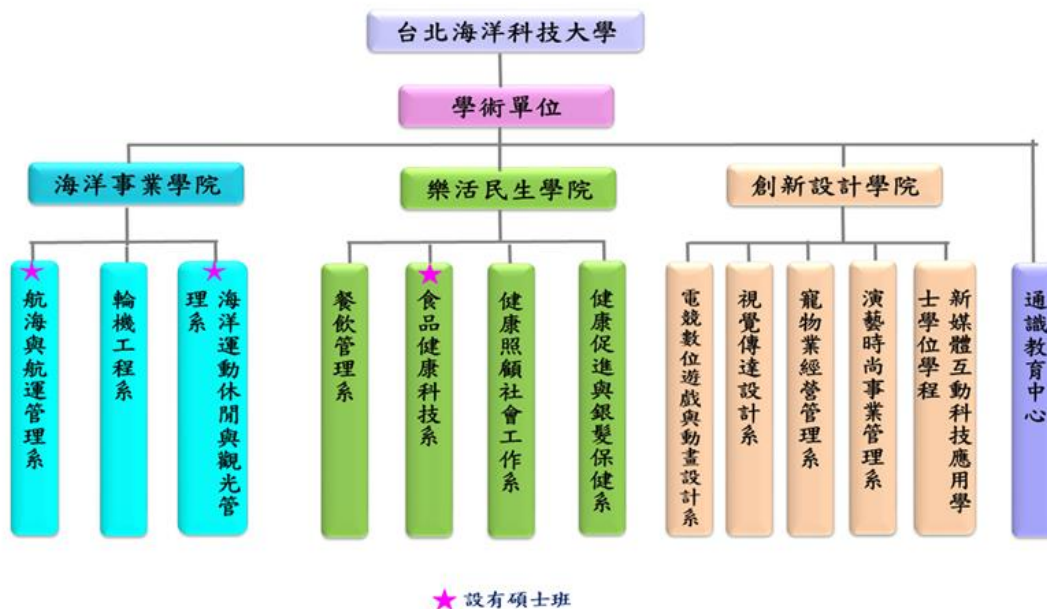 台北海洋科技大學
學術單位
海洋事業學院
樂活民生學院
創新設計學院
航海與航運管理系
輪機工程系
海洋運動休閒與觀光管
理系
餐飲管理系
食品健康科技系
健康照顧社會工作系
健康促進與銀髮保健系
電競數位遊戲與動畫設計系
視覺傳達設計系
寵物業經營管理系
演藝時尚事業管理系
新媒體互動科技應用學
士學位學程
通識教育中心
設有碩士班